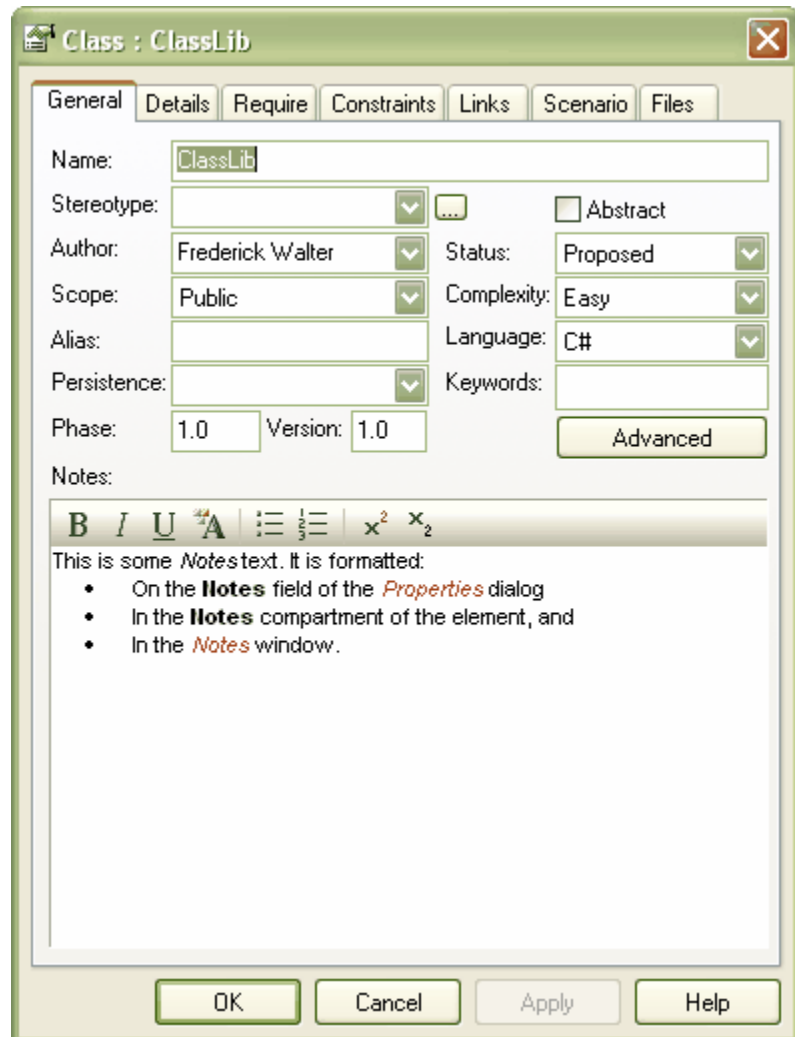 Class : ClassLib
General Details Require Constraints Links Scenario Files
Name: ClassLib
Stereotype: ... Abstract
Author: Frederick Walter Status: Proposed
Scope: Public Complexity: Easy
Alias: Language: C#
Persistence: Keywords:
Phase: 1.0 Version: 1.0 Advanced
Notes:
B I U A x² x₂
This is some Notes text. It is formatted:
• On the Notes field of the Properties dialog
• In the Notes compartment of the element, and
• In the Notes window.
OK Cancel Apply Help